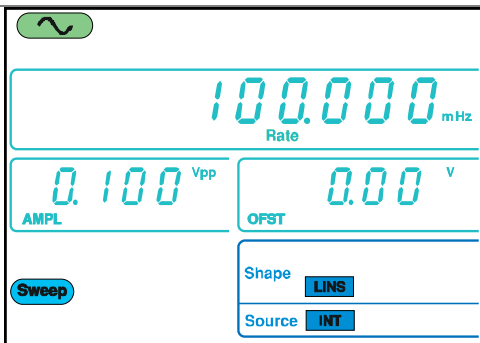 100.000 mHz
Rate
0.100 Vpp
AMPL
0.00 V
OFST
Sweep
Shape LINS
Source INT